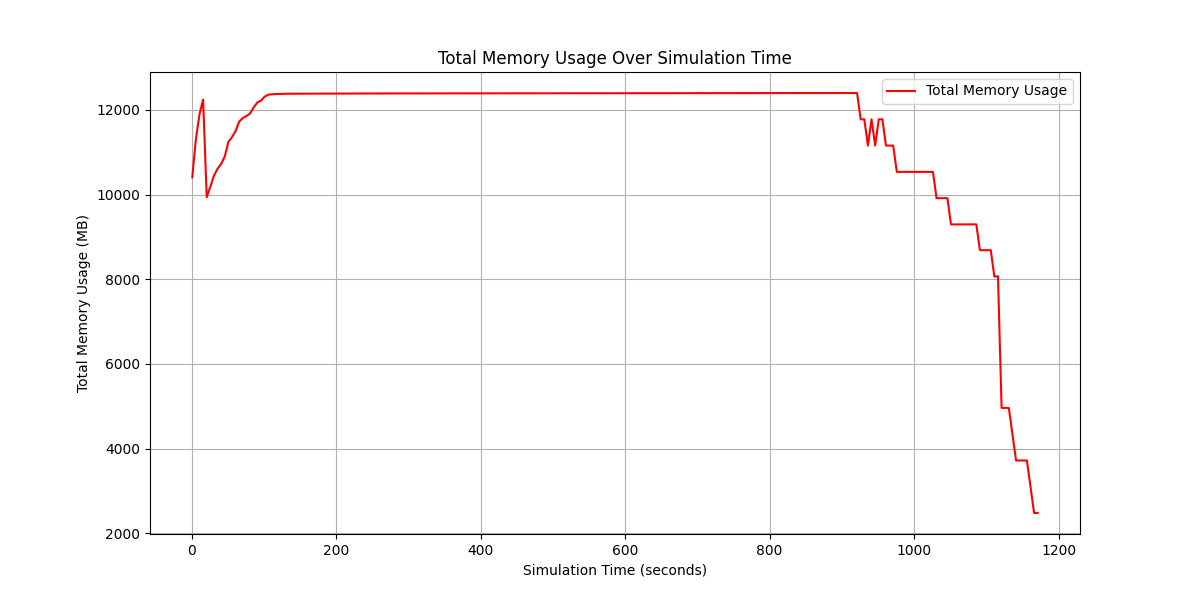 Total Memory Usage Over Simulation Time
Total Memory Usage
12000
10000
8000
6000
4000
2000
Total Memory Usage (MB)
0 200 400 600 800 1000 1200
Simulation Time (seconds)